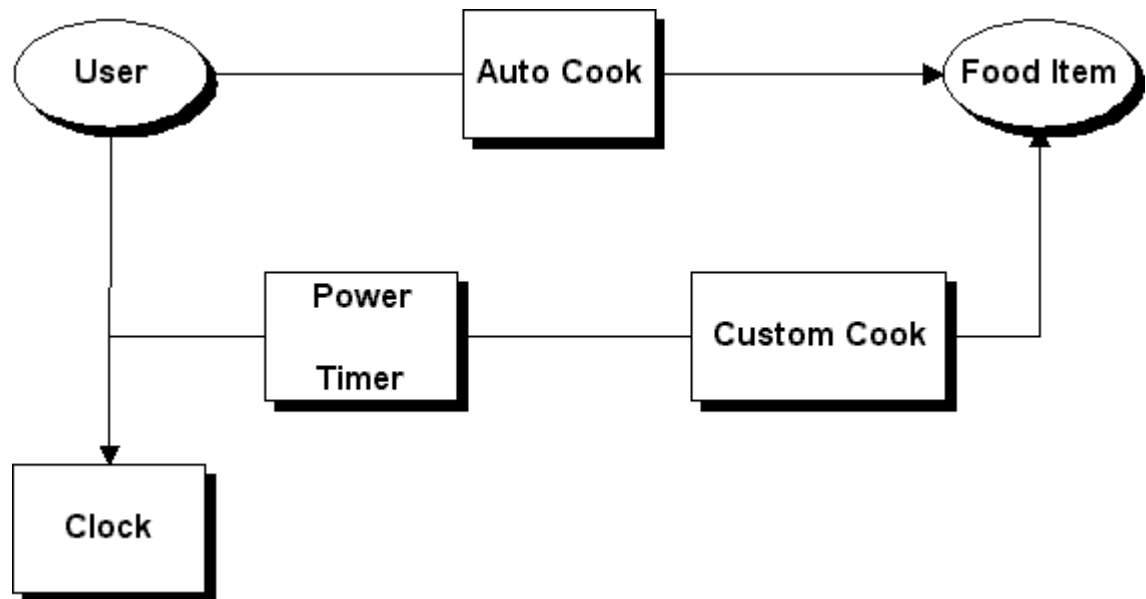 User
Auto Cook
Food Item
Power
Timer
Custom Cook
Clock